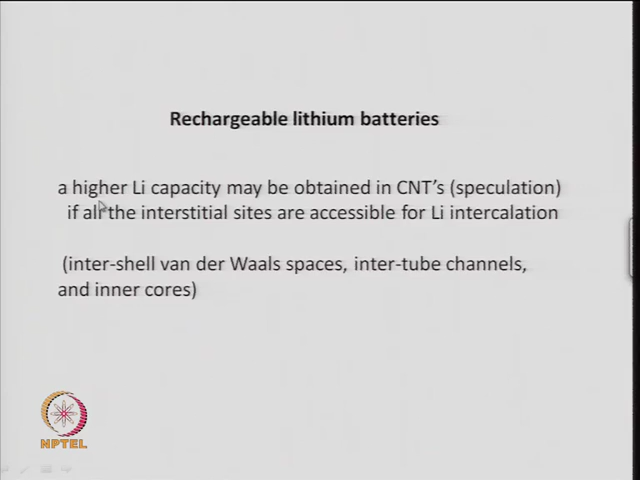 Rechargeable lithium batteries
a higher Li capacity may be obtained in CNT's (speculation)
if all the interstitial sites are accessible for Li intercalation
(inter-shell van der Waals spaces, inter-tube channels,
and inner cores)
NPTEL